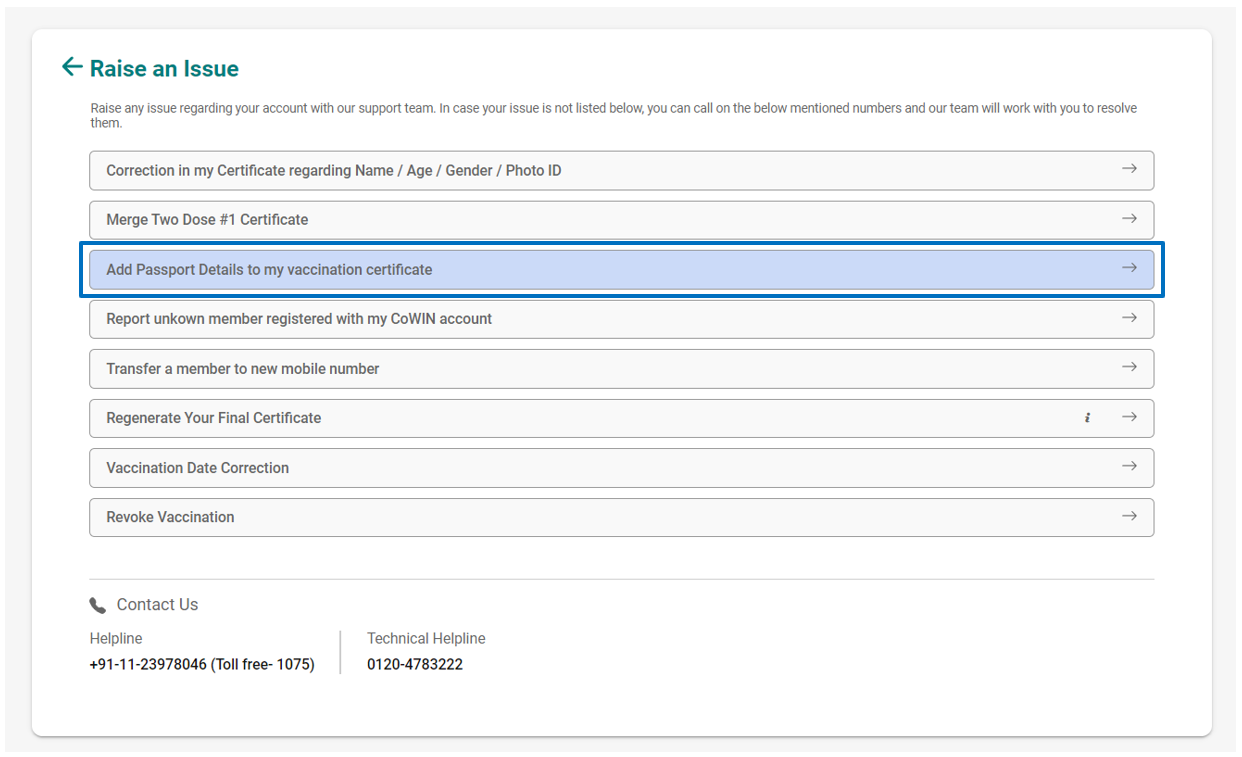 Raise an Issue
Raise any issue regarding your account with our support team. In case your issue is not listed below, you can call on the below mentioned numbers and our team will work with you to resolve
them.
Correction in my Certificate regarding Name / Age / Gender / Photo ID
Merge Two Dose #1 Certificate
Add Passport Details to my vaccination certificate
Report unkown member registered with my CoWIN account
Transfer a member to new mobile number
Regenerate Your Final Certificate i
Vaccination Date Correction
Revoke Vaccination
Contact Us
Helpline
+91-11-23978046 (Toll free- 1075)
Technical Helpline
0120-4783222